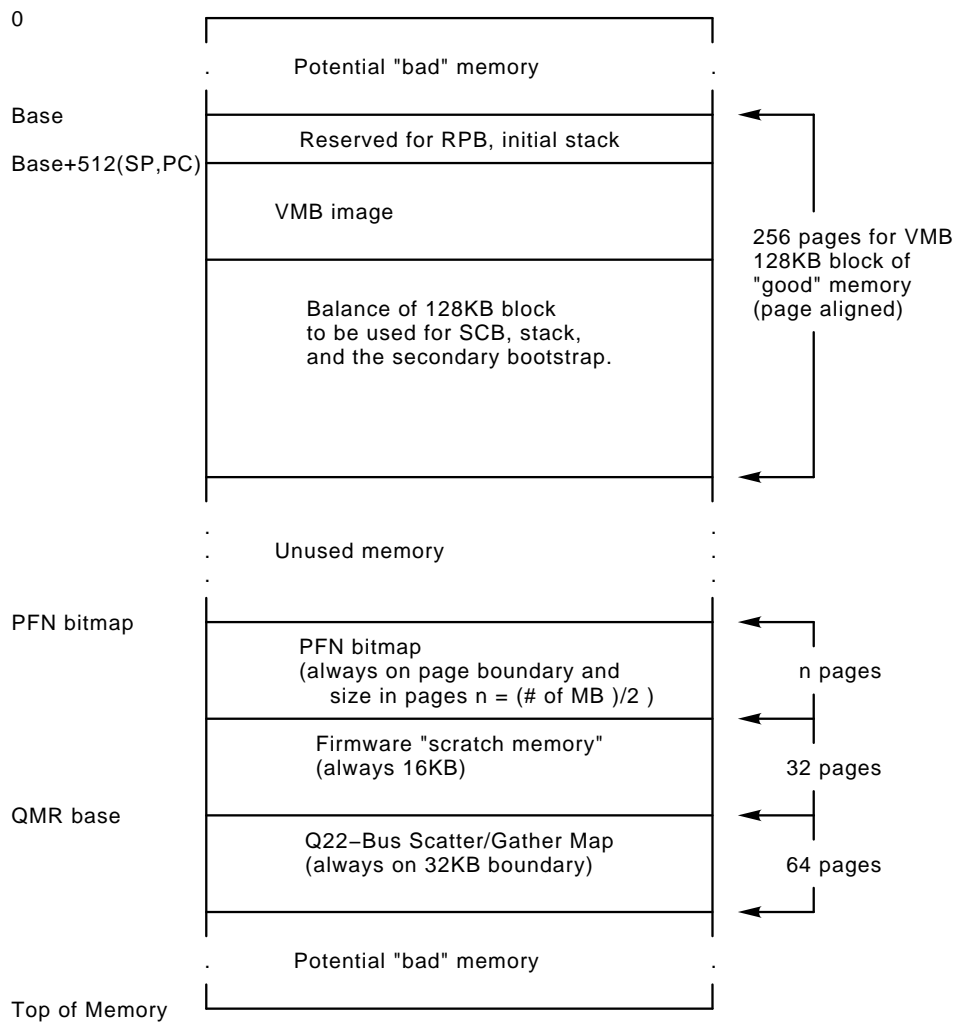 0
Potential "bad" memory
Base
Reserved for RPB, initial stack
Base+512(SP,PC)
VMB image
256 pages for VMB
128KB block of
"good" memory
(page aligned)
Balance of 128KB block
to be used for SCB, stack,
and the secondary bootstrap.
Unused memory
PFN bitmap
PFN bitmap
(always on page boundary and
size in pages n = (# of MB )/2 )
n pages
Firmware "scratch memory"
(always 16KB)
32 pages
QMR base
Q22–Bus Scatter/Gather Map
(always on 32KB boundary)
64 pages
Potential "bad" memory
Top of Memory